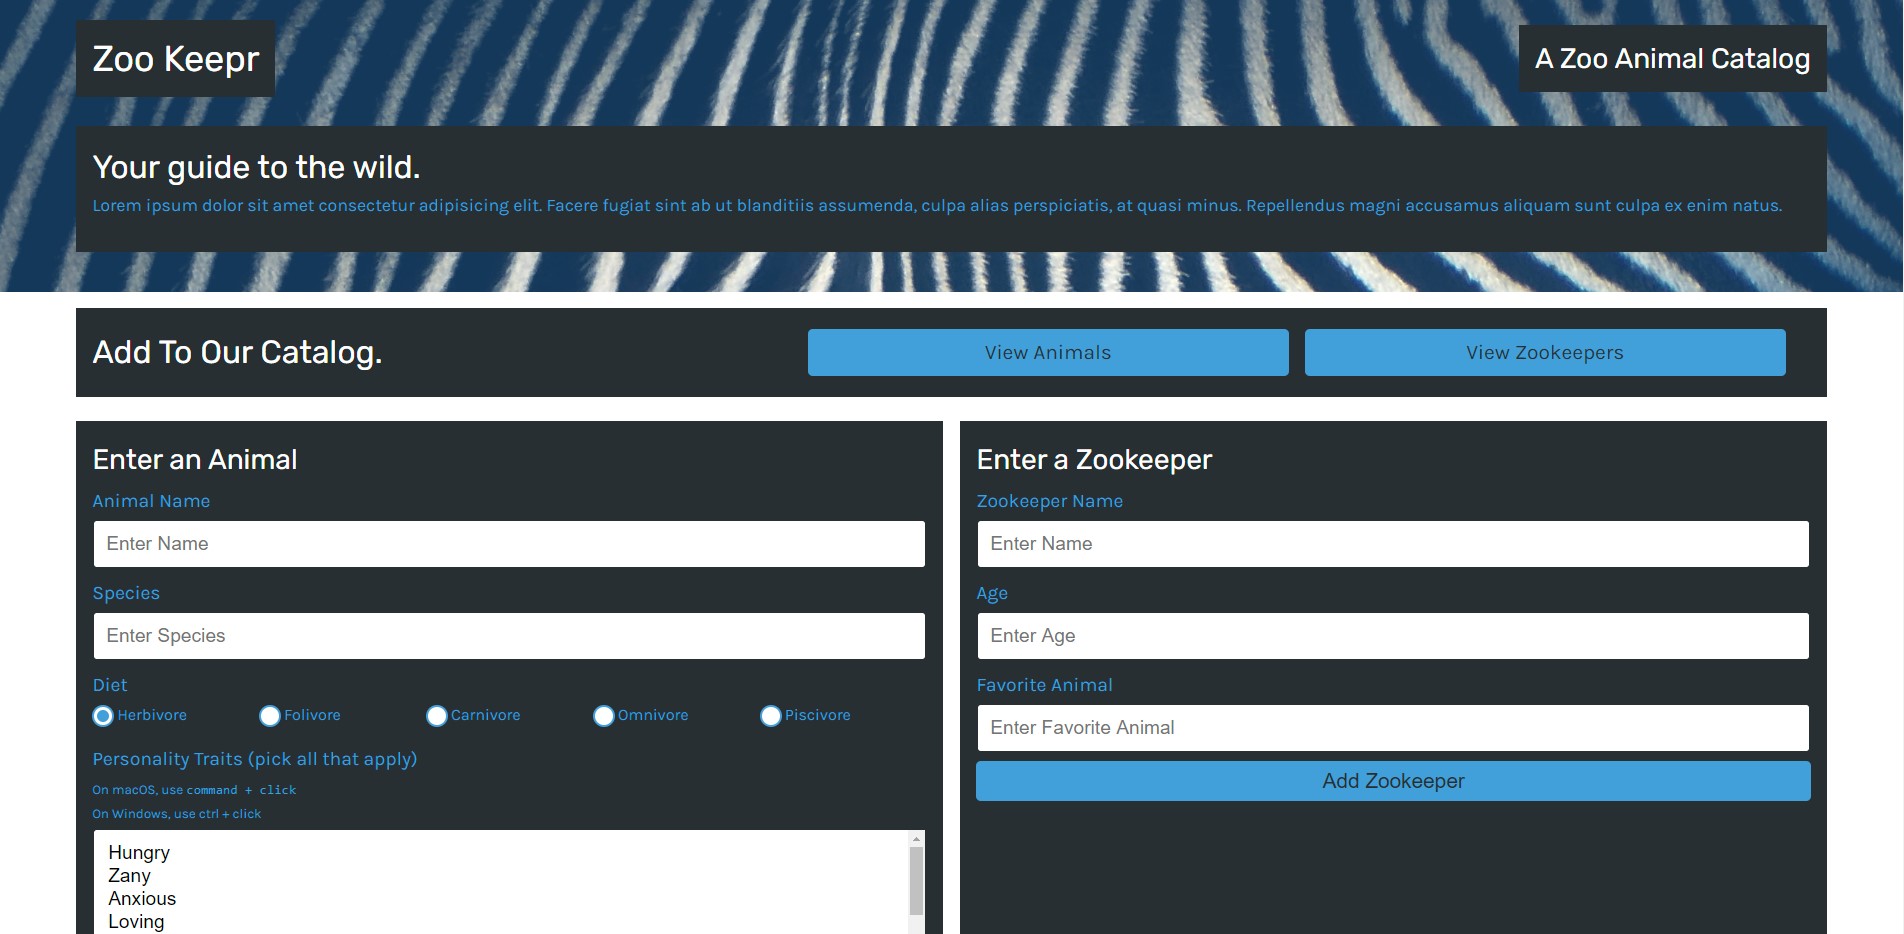 Zoo Keepr
A Zoo Animal Catalog
Your guide to the wild.
Lorem ipsum dolor sit amet consectetur adipisicing elit. Facere fugiat sint ab ut blanditiis assumenda, culpa alias perspiciatis, at quasi minus. Repellendus magni accusamus aliquam sunt culpa ex enim natus.
Add To Our Catalog.
View Animals
View Zookeepers
Enter an Animal
Animal Name
Enter Name
Species
Enter Species
Diet
Herbivore
Folivore
Carnivore
Omnivore
Piscivore
Personality Traits (pick all that apply)
On macOS, use command + click
On Windows, use ctrl + click
Hungry
Zany
Anxious
Loving
Enter a Zookeeper
Zookeeper Name
Enter Name
Age
Enter Age
Favorite Animal
Enter Favorite Animal
Add Zookeeper